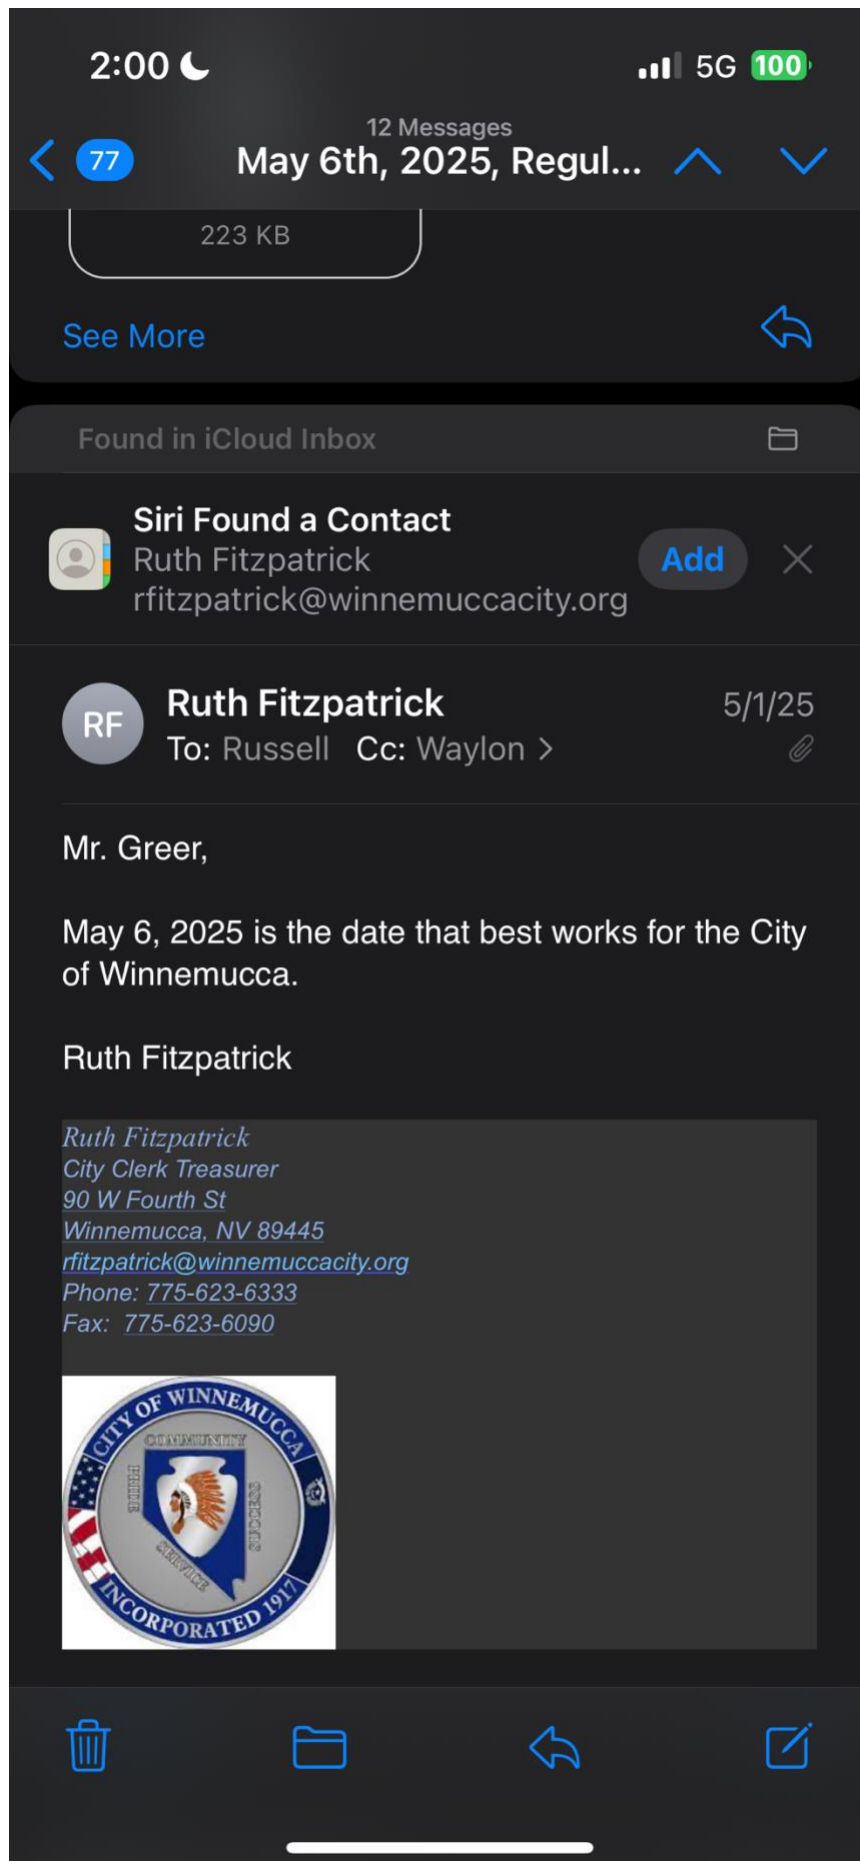 2:00
5G 100
12 Messages
77
May 6th, 2025, Regul...
223 KB
See More
Found in iCloud Inbox
Siri Found a Contact
Ruth Fitzpatrick
rfitzpatrick@winnemuccacity.org
Add
RF
Ruth Fitzpatrick
5/1/25
To: Russell Cc: Waylon >
Mr. Greer,
May 6, 2025 is the date that best works for the City
of Winnemucca.
Ruth Fitzpatrick
Ruth Fitzpatrick
City Clerk Treasurer
90 W Fourth St
Winnemucca, NV 89445
rfitzpatrick@winnemuccacity.org
Phone: 775-623-6333
Fax: 775-623-6090
CITY OF WINNEMUCCA
COMMUNITY
PRIDE
SUCCESS
SERVICE
INCORPORATED 1917